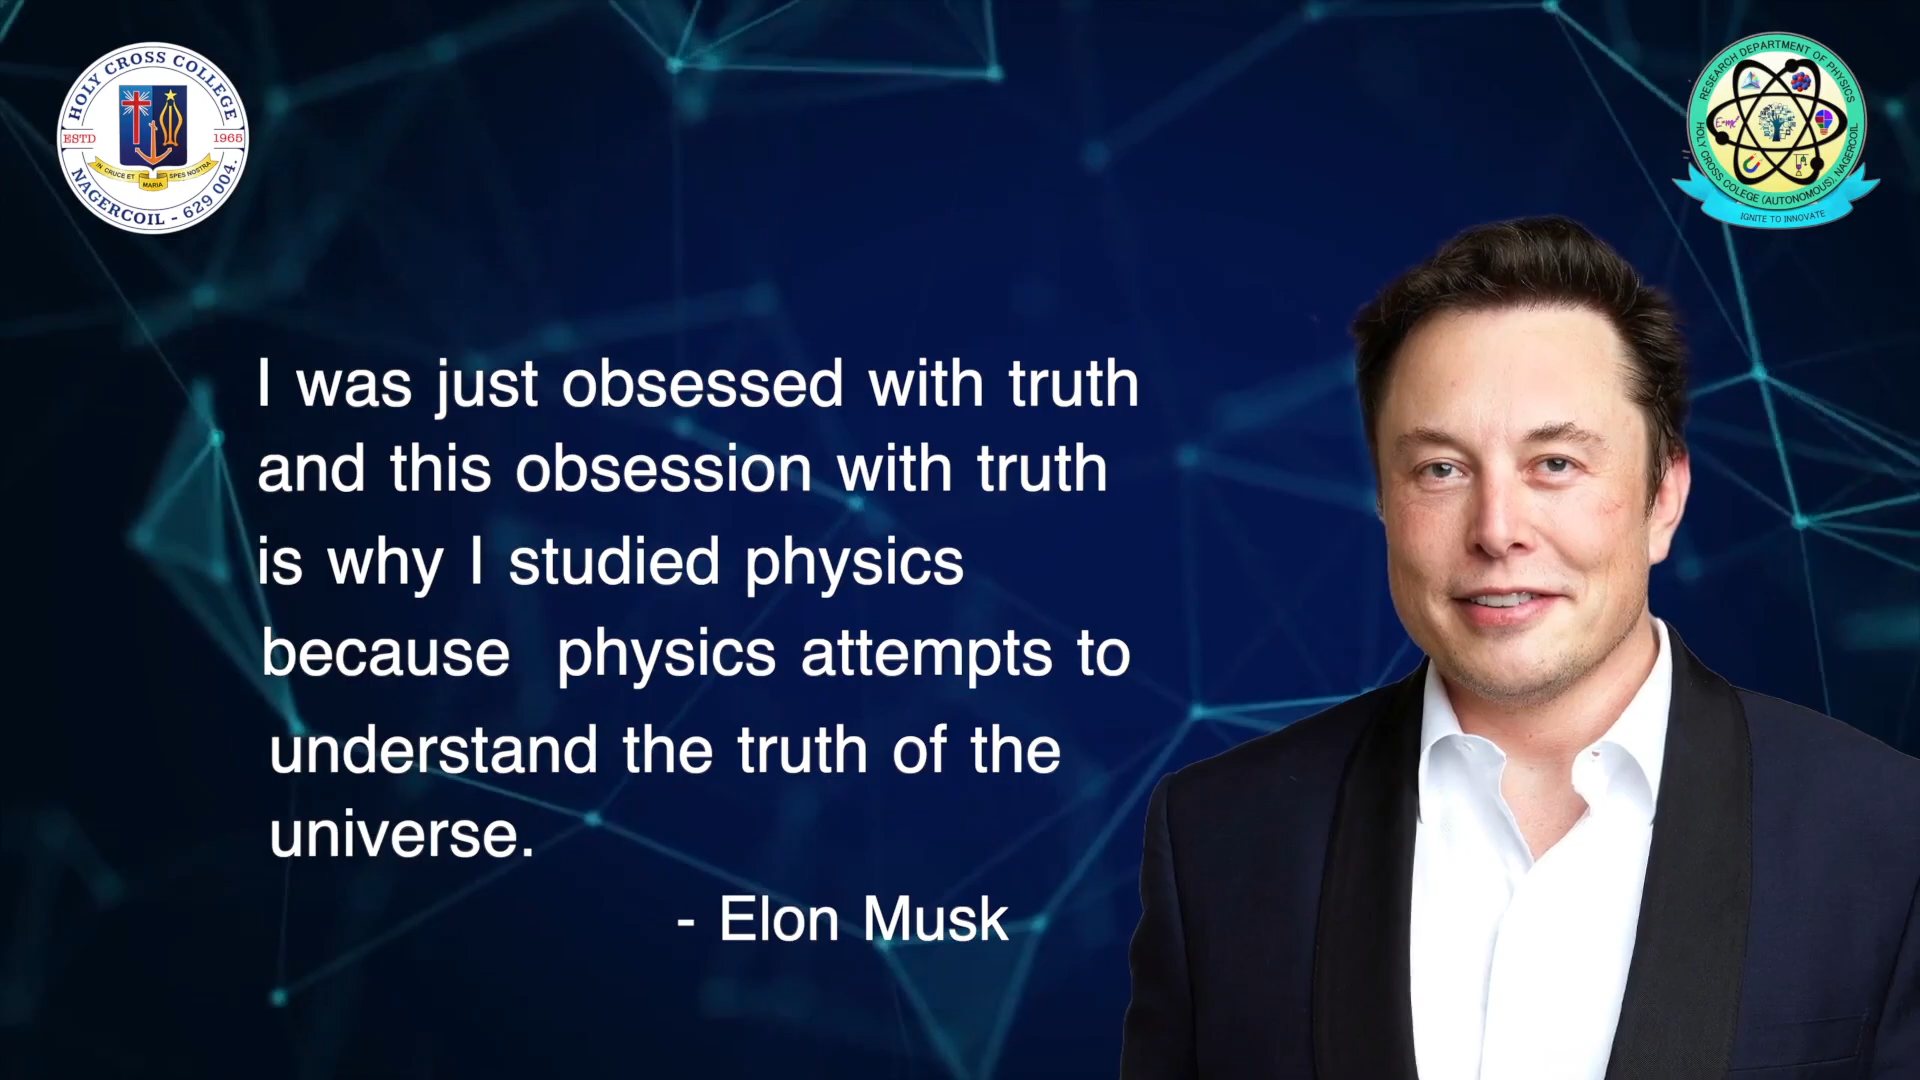 HOLY CROSS COLLEGE
ESTD 1965
IN CRUCE ET MARIA SPES NOSTRA
NAGERCOIL - 629 004.
RESEARCH DEPARTMENT OF PHYSICS
HOLY CROSS COLLEGE (AUTONOMOUS), NAGERCOIL
E=mc²
IGNITE TO INNOVATE
I was just obsessed with truth
and this obsession with truth
is why I studied physics
because physics attempts to
understand the truth of the
universe.
- Elon Musk